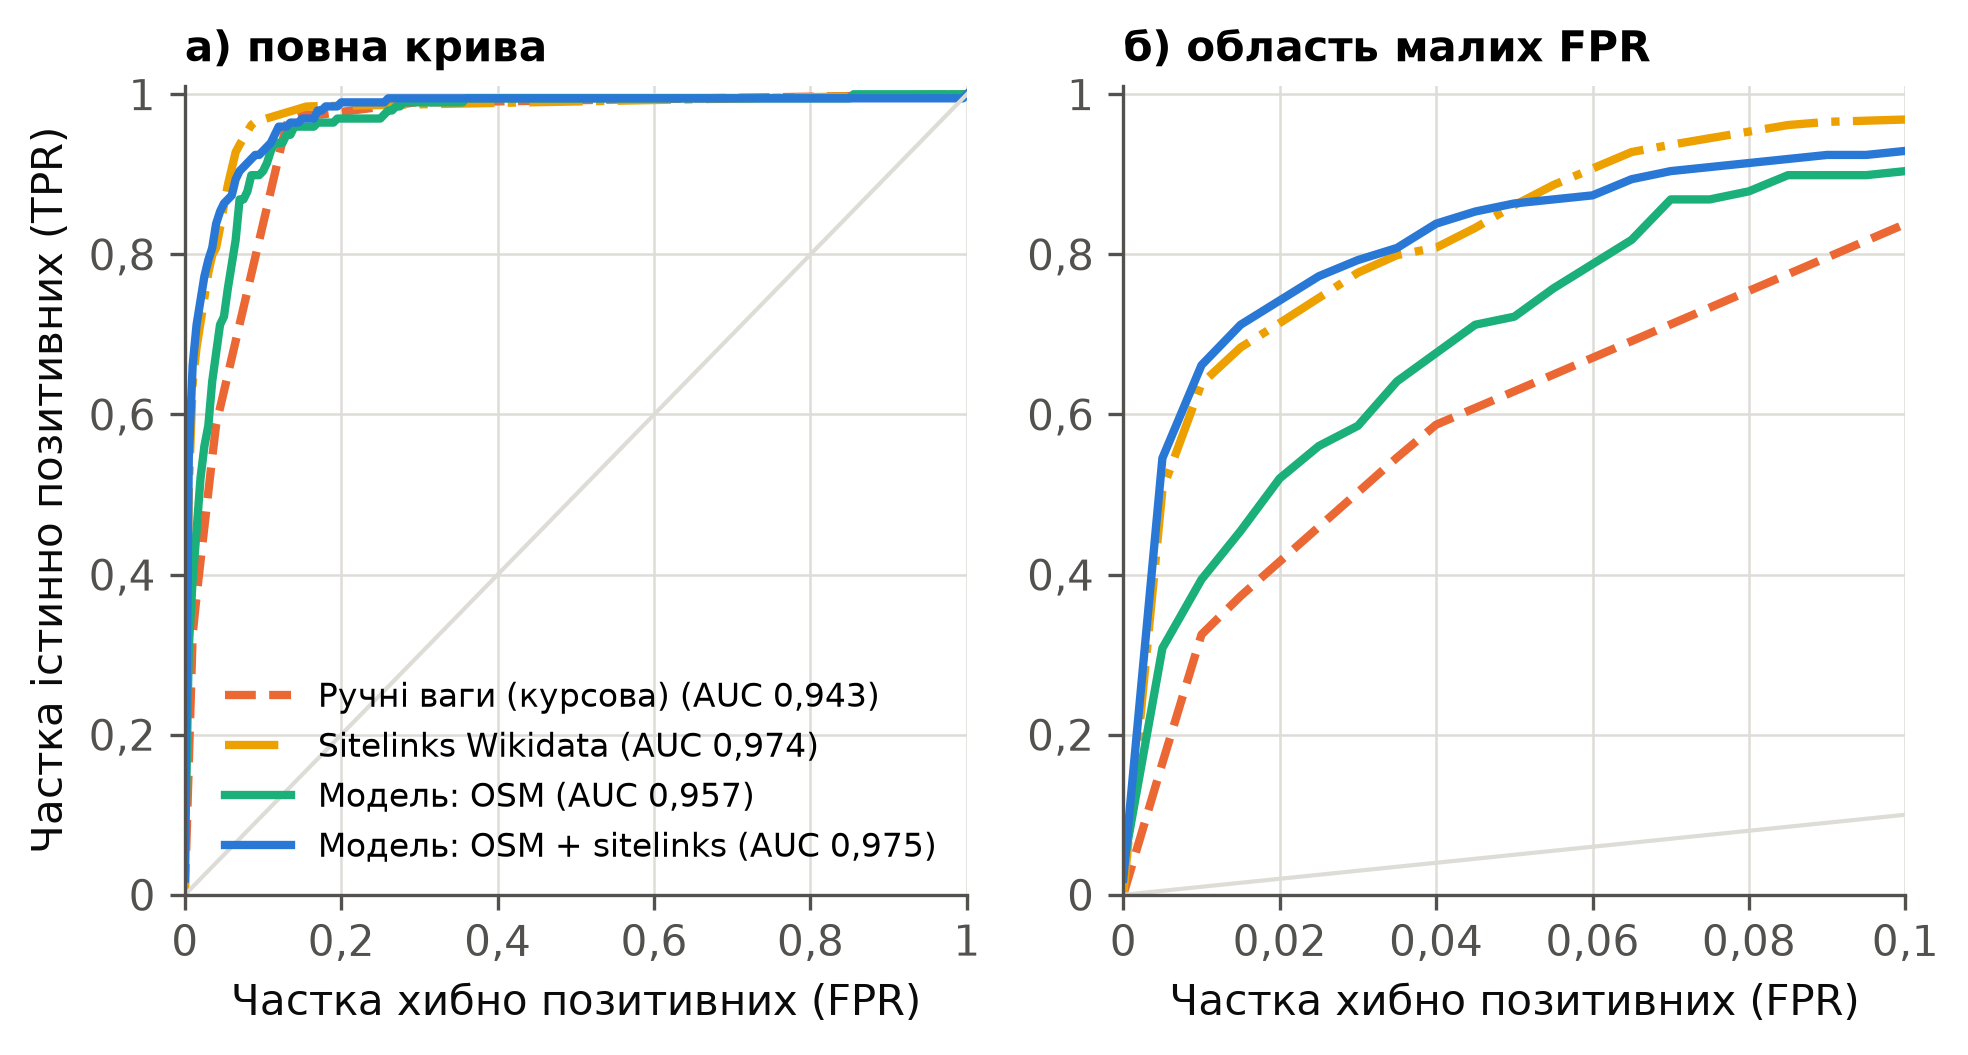 а) повна крива
Частка істинно позитивних (TPR)
1
0,8
0,6
0,4
0,2
0
Ручні ваги (курсова) (AUC 0,943)
Sitelinks Wikidata (AUC 0,974)
Модель: OSM (AUC 0,957)
Модель: OSM + sitelinks (AUC 0,975)
0 0,2 0,4 0,6 0,8 1
Частка хибно позитивних (FPR)
б) область малих FPR
1
0,8
0,6
0,4
0,2
0
0 0,02 0,04 0,06 0,08 0,1
Частка хибно позитивних (FPR)